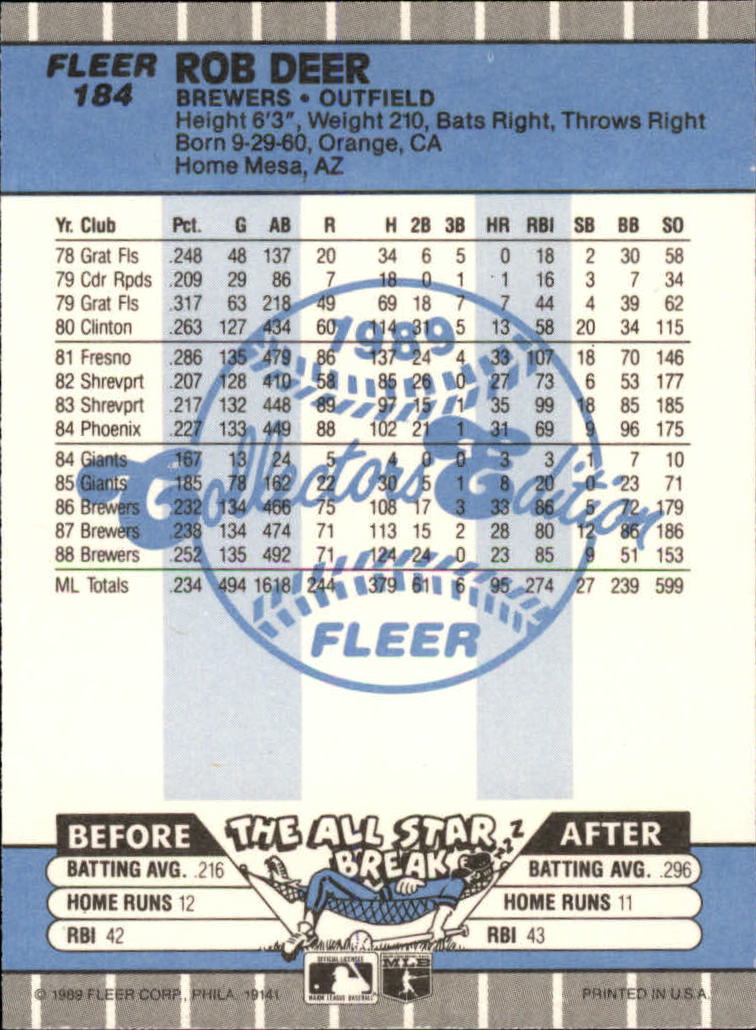 FLEER 184
ROB DEER
BREWERS • OUTFIELD
Height 6'3", Weight 210, Bats Right, Throws Right
Born 9-29-60, Orange, CA
Home Mesa, AZ
Yr. Club Pct. G AB R H 2B 3B HR RBI SB BB SO
78 Grat Fls .248 48 137 20 34 6 5 0 18 2 30 58
79 Cdr Rpds .209 29 86 7 18 0 1 1 16 3 7 34
79 Grat Fls .317 63 218 49 69 18 7 7 44 4 39 62
80 Clinton .263 127 434 60 114 31 5 13 58 20 34 115
81 Fresno .286 135 479 86 137 24 4 33 107 18 70 146
82 Shrevprt .207 128 410 58 85 26 0 27 73 6 53 177
83 Shrevprt .217 132 448 89 97 15 1 35 99 18 85 185
84 Phoenix .227 133 449 88 102 21 1 31 69 9 96 175
84 Giants .167 13 24 5 4 0 0 3 3 1 7 10
85 Giants .185 78 162 22 30 5 1 8 20 0 23 71
86 Brewers .232 134 466 75 108 17 3 33 86 5 72 179
87 Brewers .238 134 474 71 113 15 2 28 80 12 86 186
88 Brewers .252 135 492 71 124 24 0 23 85 9 51 153
ML Totals .234 494 1618 244 379 61 6 95 274 27 239 599
1989
Collectors Edition
FLEER
BEFORE THE ALL STAR BREAK AFTER
ZZZ
BATTING AVG. .216 BATTING AVG. .296
HOME RUNS 12 HOME RUNS 11
RBI 42 RBI 43
OFFICIAL LICENSEE
MAJOR LEAGUE BASEBALL
MLB
© 1989 FLEER CORP., PHILA. 19141 PRINTED IN U.S.A.